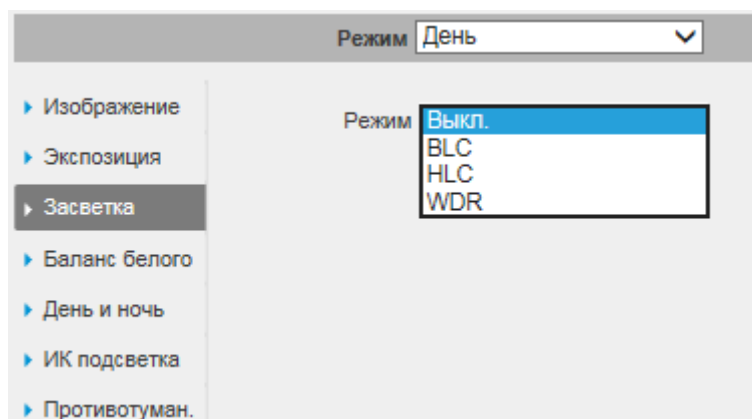 Режим День
Изображение
Режим Выкл.
BLC
HLC
WDR
Экспозиция
Засветка
Баланс белого
День и ночь
ИК подсветка
Противотуман.